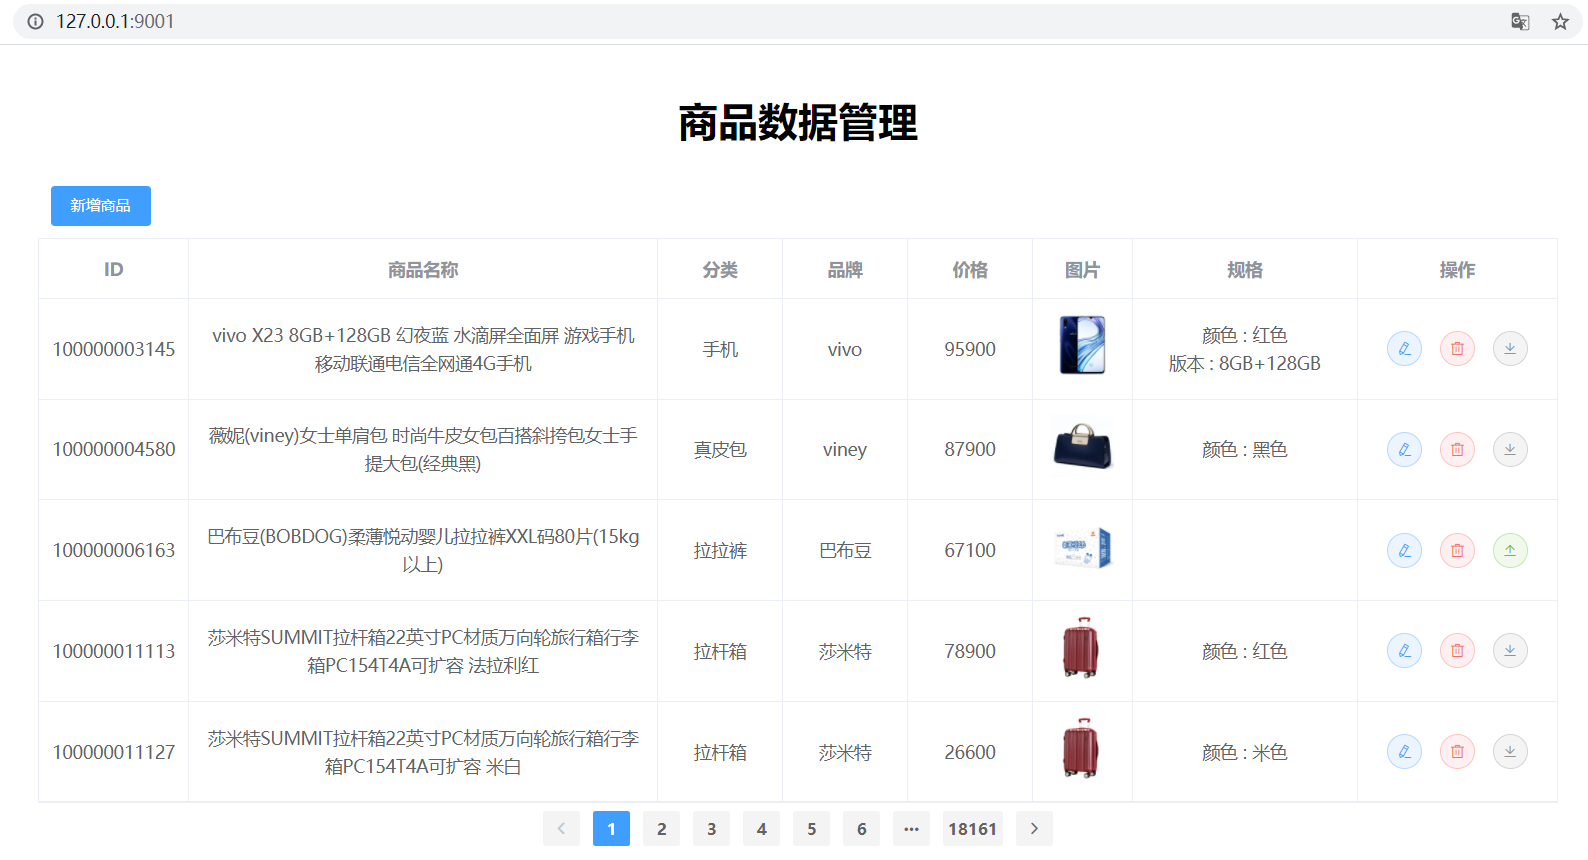 127.0.0.1:9001
商品数据管理
新增商品
ID 商品名称 分类 品牌 价格 图片 规格 操作
vivo X23 8GB+128GB 幻夜蓝 水滴屏全面屏 游戏手机 颜色 : 红色
100000003145 手机 vivo 95900
移动联通电信全网通4G手机 版本 : 8GB+128GB
薇妮(viney)女士单肩包 时尚牛皮女包百搭斜挎包女士手
100000004580 真皮包 viney 87900 颜色 : 黑色
提大包(经典黑)
巴布豆(BOBDOG)柔薄悦动婴儿拉拉裤XXL码80片(15kg
100000006163 拉拉裤 巴布豆 67100
以上)
莎米特SUMMIT拉杆箱22英寸PC材质万向轮旅行箱行李
100000011113 拉杆箱 莎米特 78900 颜色 : 红色
箱PC154T4A可扩容 法拉利红
莎米特SUMMIT拉杆箱22英寸PC材质万向轮旅行箱行李
100000011127 拉杆箱 莎米特 26600 颜色 : 米色
箱PC154T4A可扩容 米白
1 2 3 4 5 6 ··· 18161